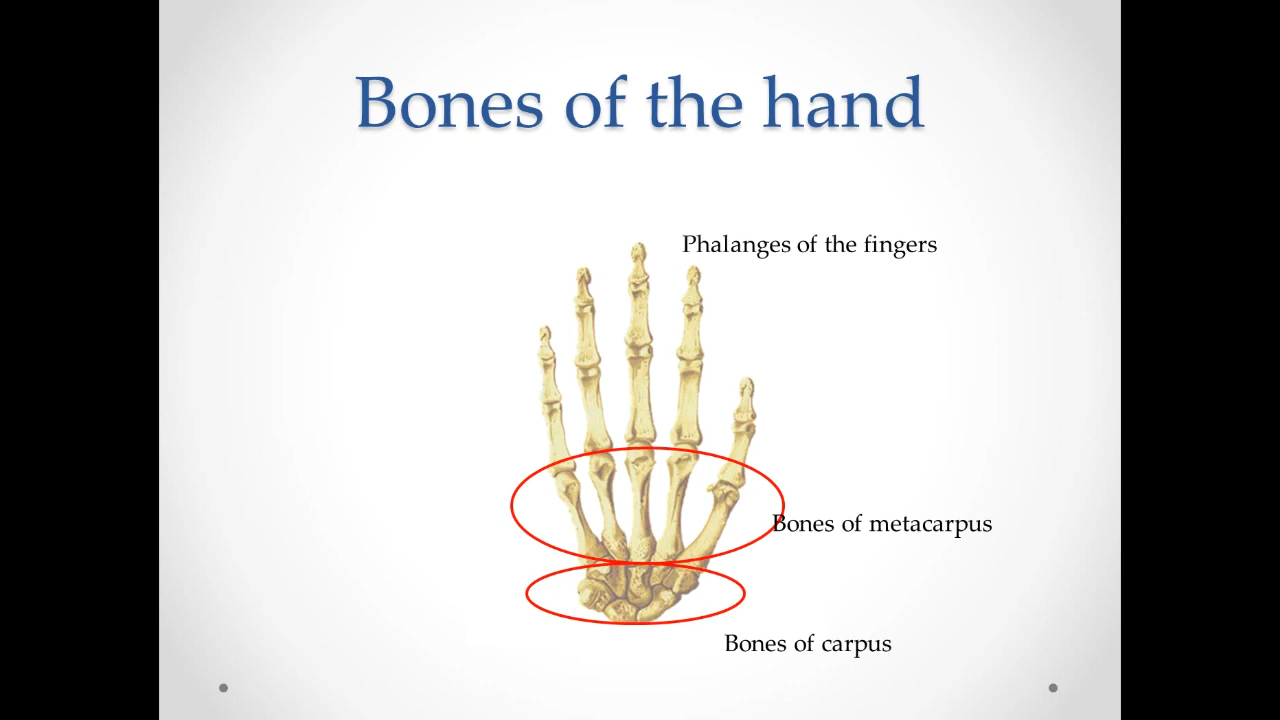 Bones of the hand
Phalanges of the fingers
Bones of metacarpus
Bones of carpus